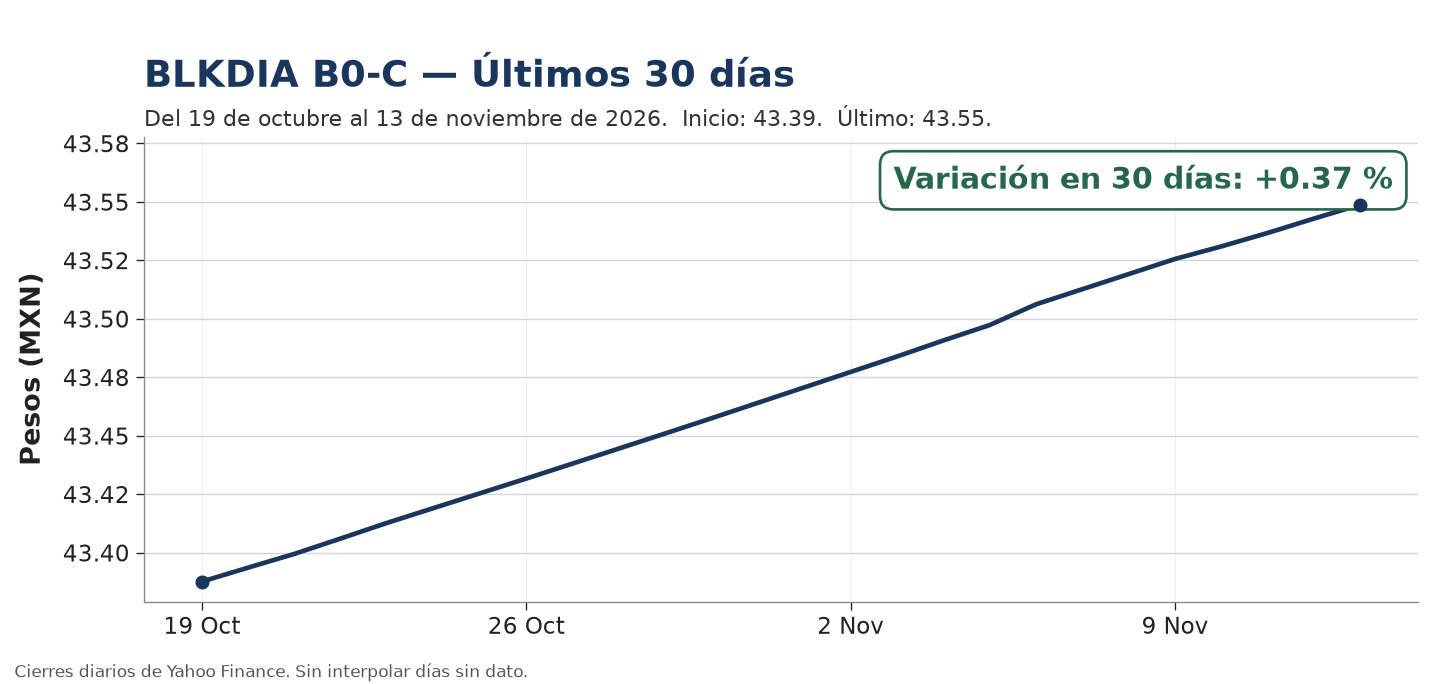 BLKDIA B0-C — Últimos 30 días
Del 19 de octubre al 13 de noviembre de 2026.  Inicio: 43.39.  Último: 43.55.
Variación en 30 días: +0.37 %
Pesos (MXN)
43.58
43.55
43.52
43.50
43.48
43.45
43.42
43.40
19 Oct
26 Oct
2 Nov
9 Nov
Cierres diarios de Yahoo Finance. Sin interpolar días sin dato.